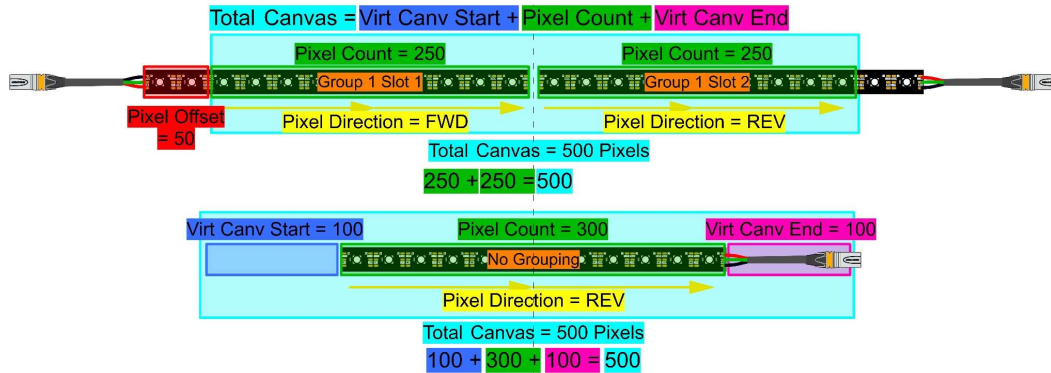 Total Canvas = Virt Canv Start + Pixel Count + Virt Canv End
Pixel Count = 250
Pixel Count = 250
Group 1 Slot 1
Group 1 Slot 2
Pixel Offset
= 50
Pixel Direction = FWD
Pixel Direction = REV
Total Canvas = 500 Pixels
250 + 250 = 500
Virt Canv Start = 100
Pixel Count = 300
Virt Canv End = 100
No Grouping
Pixel Direction = REV
Total Canvas = 500 Pixels
100 + 300 + 100 = 500